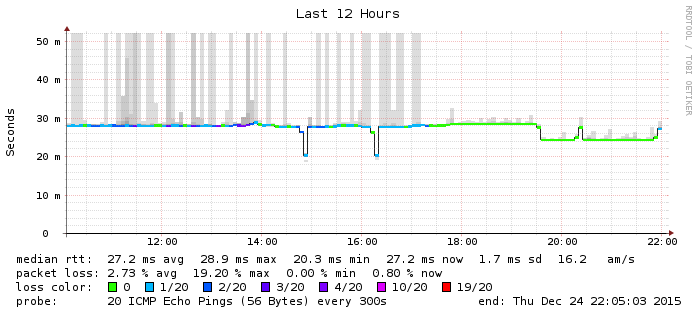 Last 12 Hours
RRDTOOL / TOBI OETIKER
Seconds
50 m
40 m
30 m
20 m
10 m
0
12:00 14:00 16:00 18:00 20:00 22:00
median rtt: 27.2 ms avg 28.9 ms max 20.3 ms min 27.2 ms now 1.7 ms sd 16.2 am/s
packet loss: 2.73 % avg 19.20 % max 0.00 % min 0.80 % now
loss color: 0 1/20 2/20 3/20 4/20 10/20 19/20
probe: 20 ICMP Echo Pings (56 Bytes) every 300s end: Thu Dec 24 22:05:03 2015